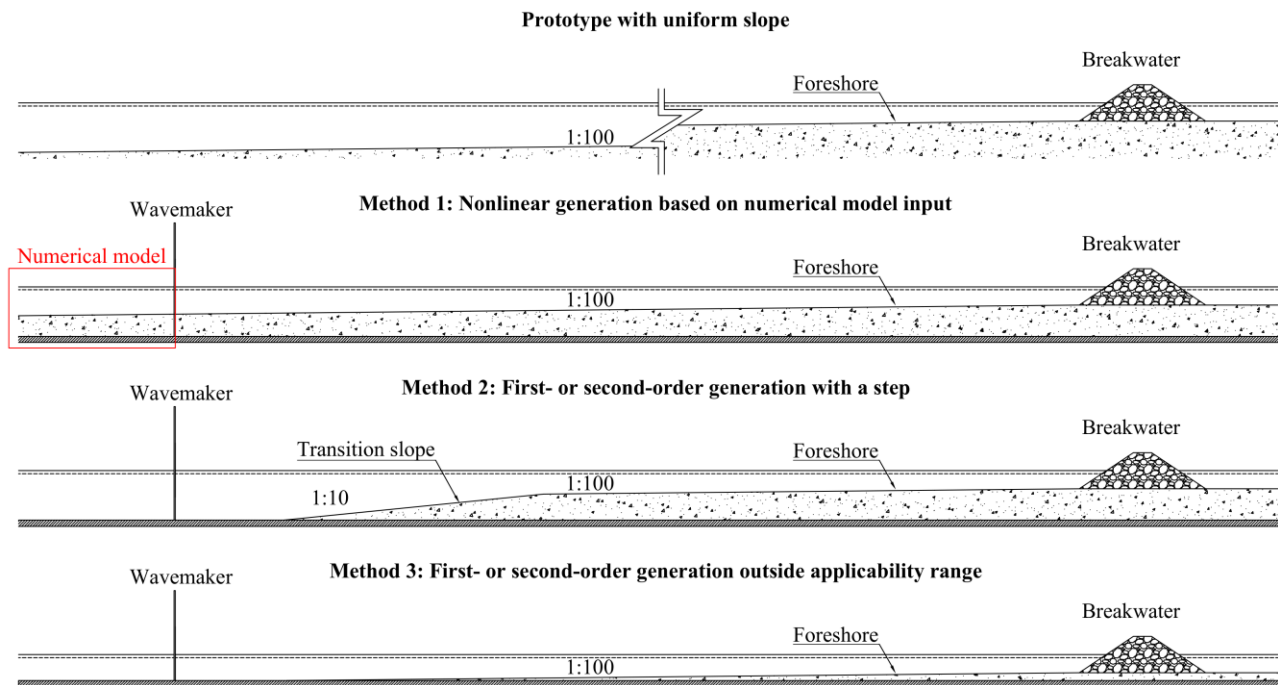 Prototype with uniform slope
Breakwater
Foreshore
1:100
Method 1: Nonlinear generation based on numerical model input
Wavemaker
Numerical model
Breakwater
Foreshore
1:100
Method 2: First- or second-order generation with a step
Wavemaker
Breakwater
Transition slope
Foreshore
1:100
1:10
Method 3: First- or second-order generation outside applicability range
Wavemaker
Breakwater
Foreshore
1:100